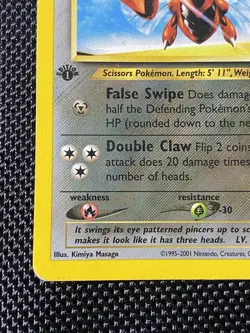 EDITION
1
Scissors Pokémon. Length: 5' 11", Weig
False Swipe Does damag
half the Defending Pokémon's
HP (rounded down to the ne
Double Claw Flip 2 coins
attack does 20 damage times
number of heads.
weakness resistance
-30
It swings its eye patterned pincers up to sc
makes it look like it has three heads. LV.
Illus. Kimiya Masago ©1995-2001 Nintendo, Creatures, G